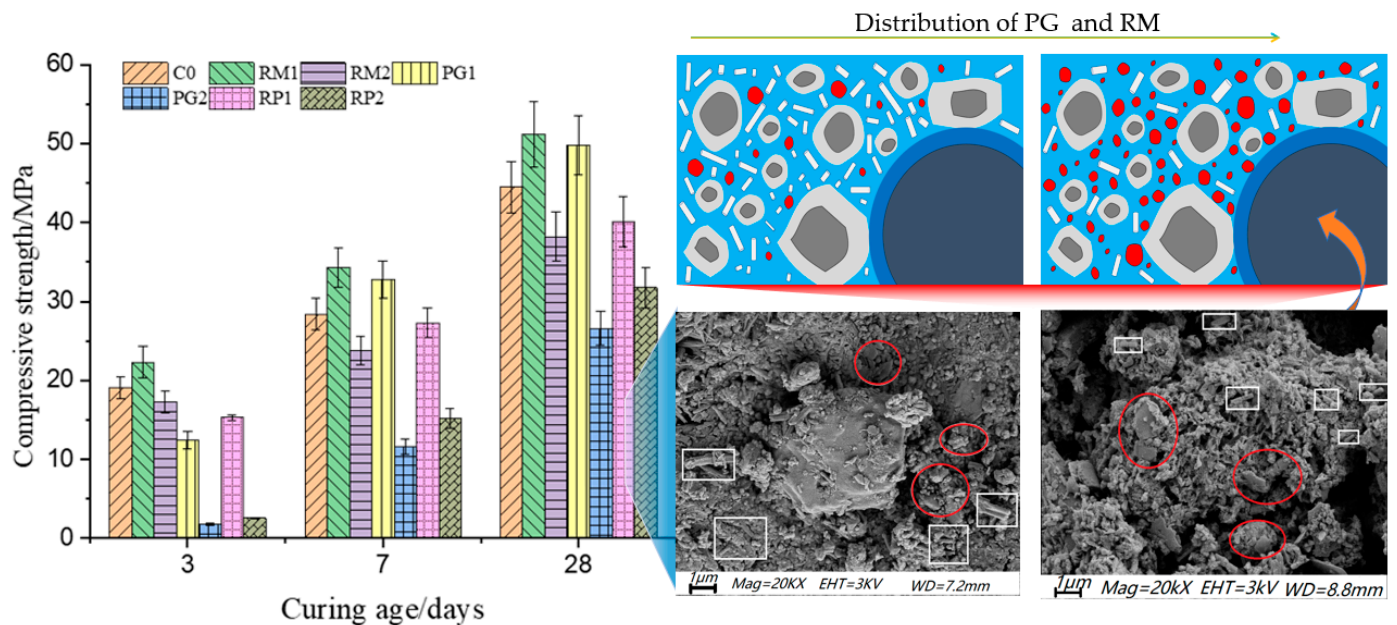 Distribution of PG and RM
60
50
40
30
20
10
0
Compressive strength/MPa
C0 RM1 RM2 PG1
PG2 RP1 RP2
3 7 28
Curing age/days
1μm Mag=20KX EHT=3KV WD=7.2mm
1μm Mag=20kX EHT=3kV WD=8.8mm